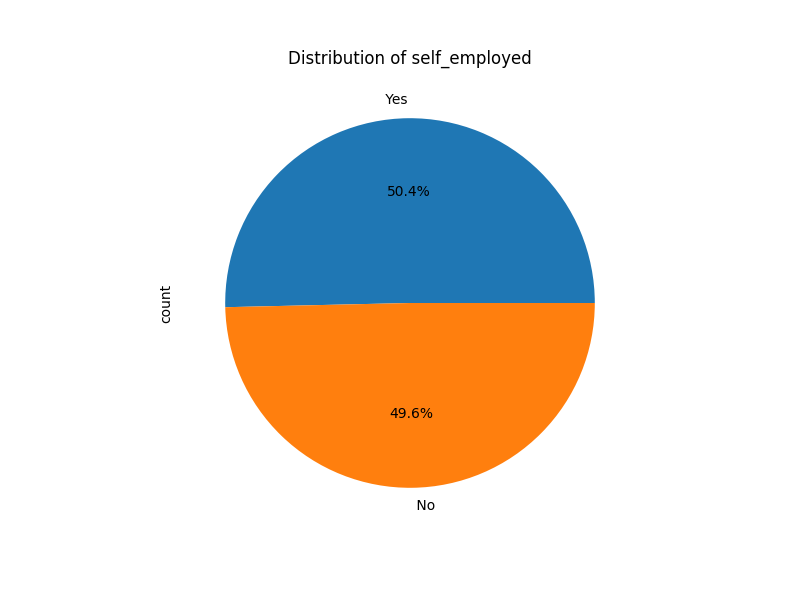 Distribution of self_employed
Yes
50.4%
count
49.6%
No